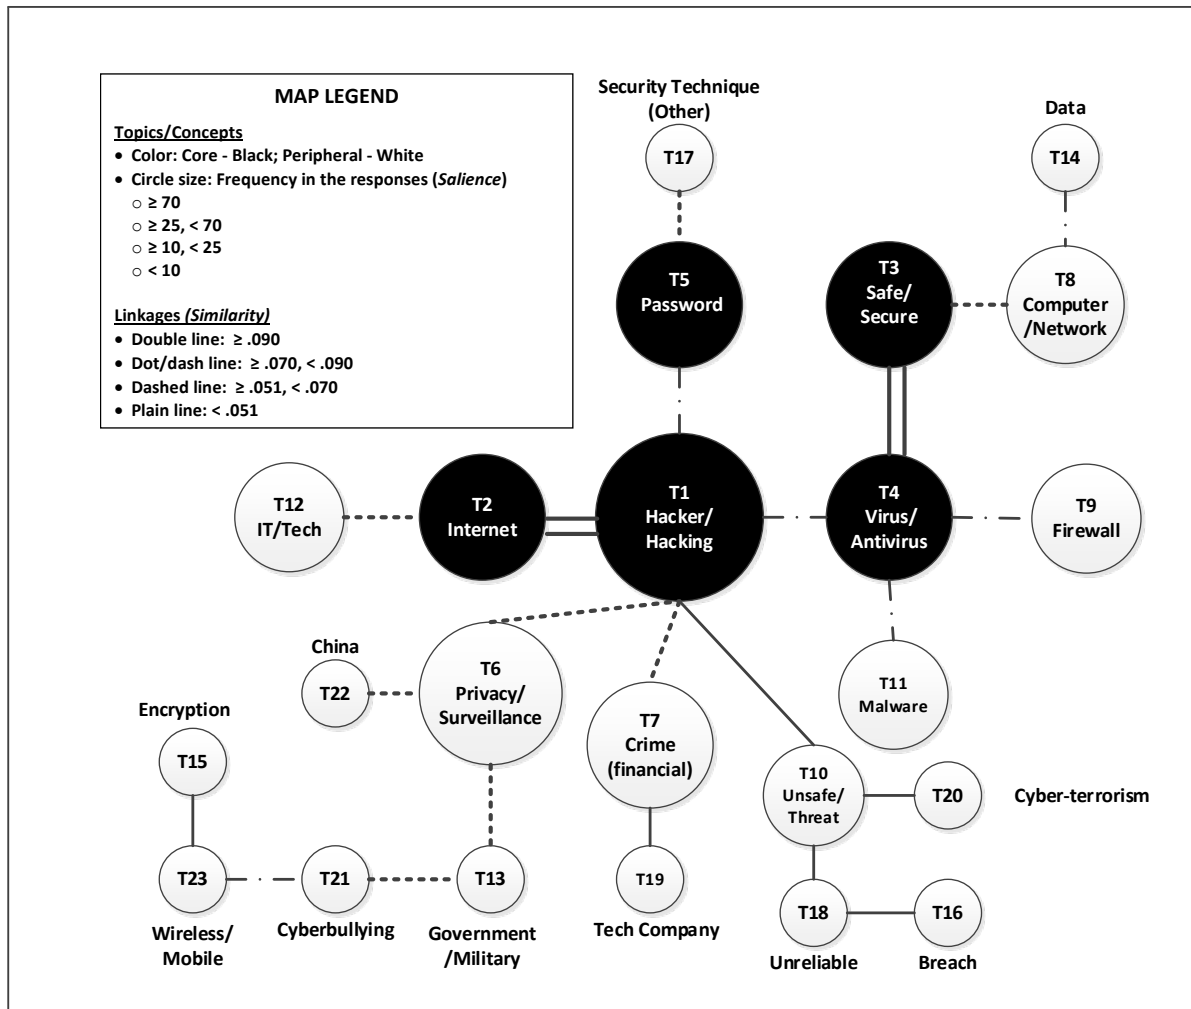 MAP LEGEND
Topics/Concepts
• Color: Core - Black; Peripheral - White
• Circle size: Frequency in the responses (Salience)
○ ≥ 70
○ ≥ 25, < 70
○ ≥ 10, < 25
○ < 10
Linkages (Similarity)
• Double line: ≥ .090
• Dot/dash line: ≥ .070, < .090
• Dashed line: ≥ .051, < .070
• Plain line: < .051
Security Technique
(Other)
T17
Data
T14
T5
Password
T3
Safe/
Secure
T8
Computer
/Network
T12
IT/Tech
T2
Internet
T1
Hacker/
Hacking
T4
Virus/
Antivirus
T9
Firewall
China
T22
T6
Privacy/
Surveillance
T7
Crime
(financial)
T11
Malware
Encryption
T15
T10
Unsafe/
Threat
T20
Cyber-terrorism
T23
Wireless/
Mobile
T21
Cyberbullying
T13
Government
/Military
T19
Tech Company
T18
Unreliable
T16
Breach